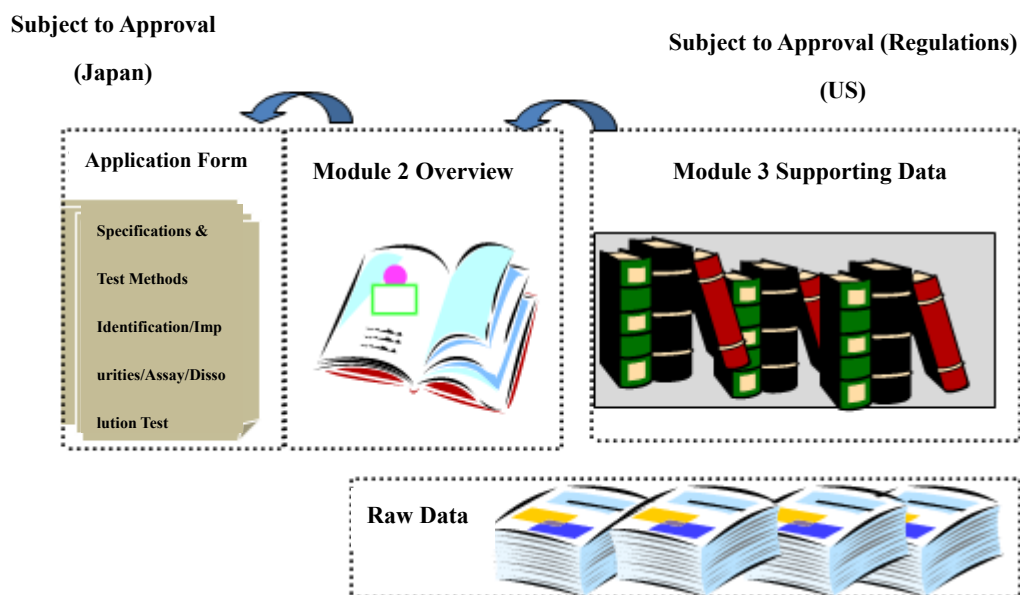 Subject to Approval
(Japan)
Subject to Approval (Regulations)
(US)
Application Form
Module 2 Overview
Module 3 Supporting Data
Specifications &
Test Methods
Identification/Imp
urities/Assay/Disso
lution Test
Raw Data